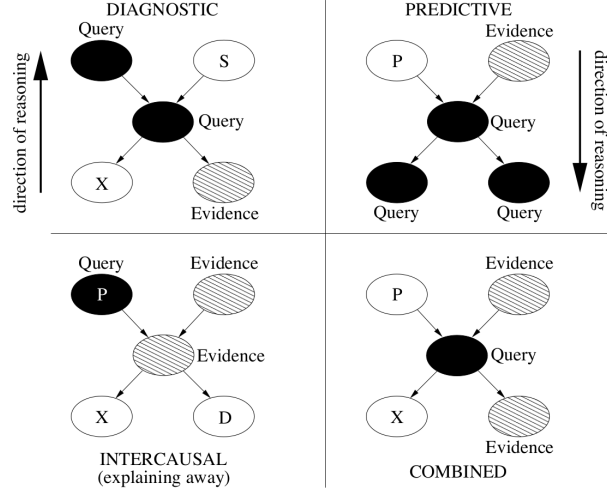 DIAGNOSTIC
Query
S
Query
X
Evidence
direction of reasoning
PREDICTIVE
Evidence
P
Query
Query
Query
direction of reasoning
Query
Evidence
P
Evidence
X
D
INTERCAUSAL
(explaining away)
Evidence
P
Query
X
Evidence
COMBINED